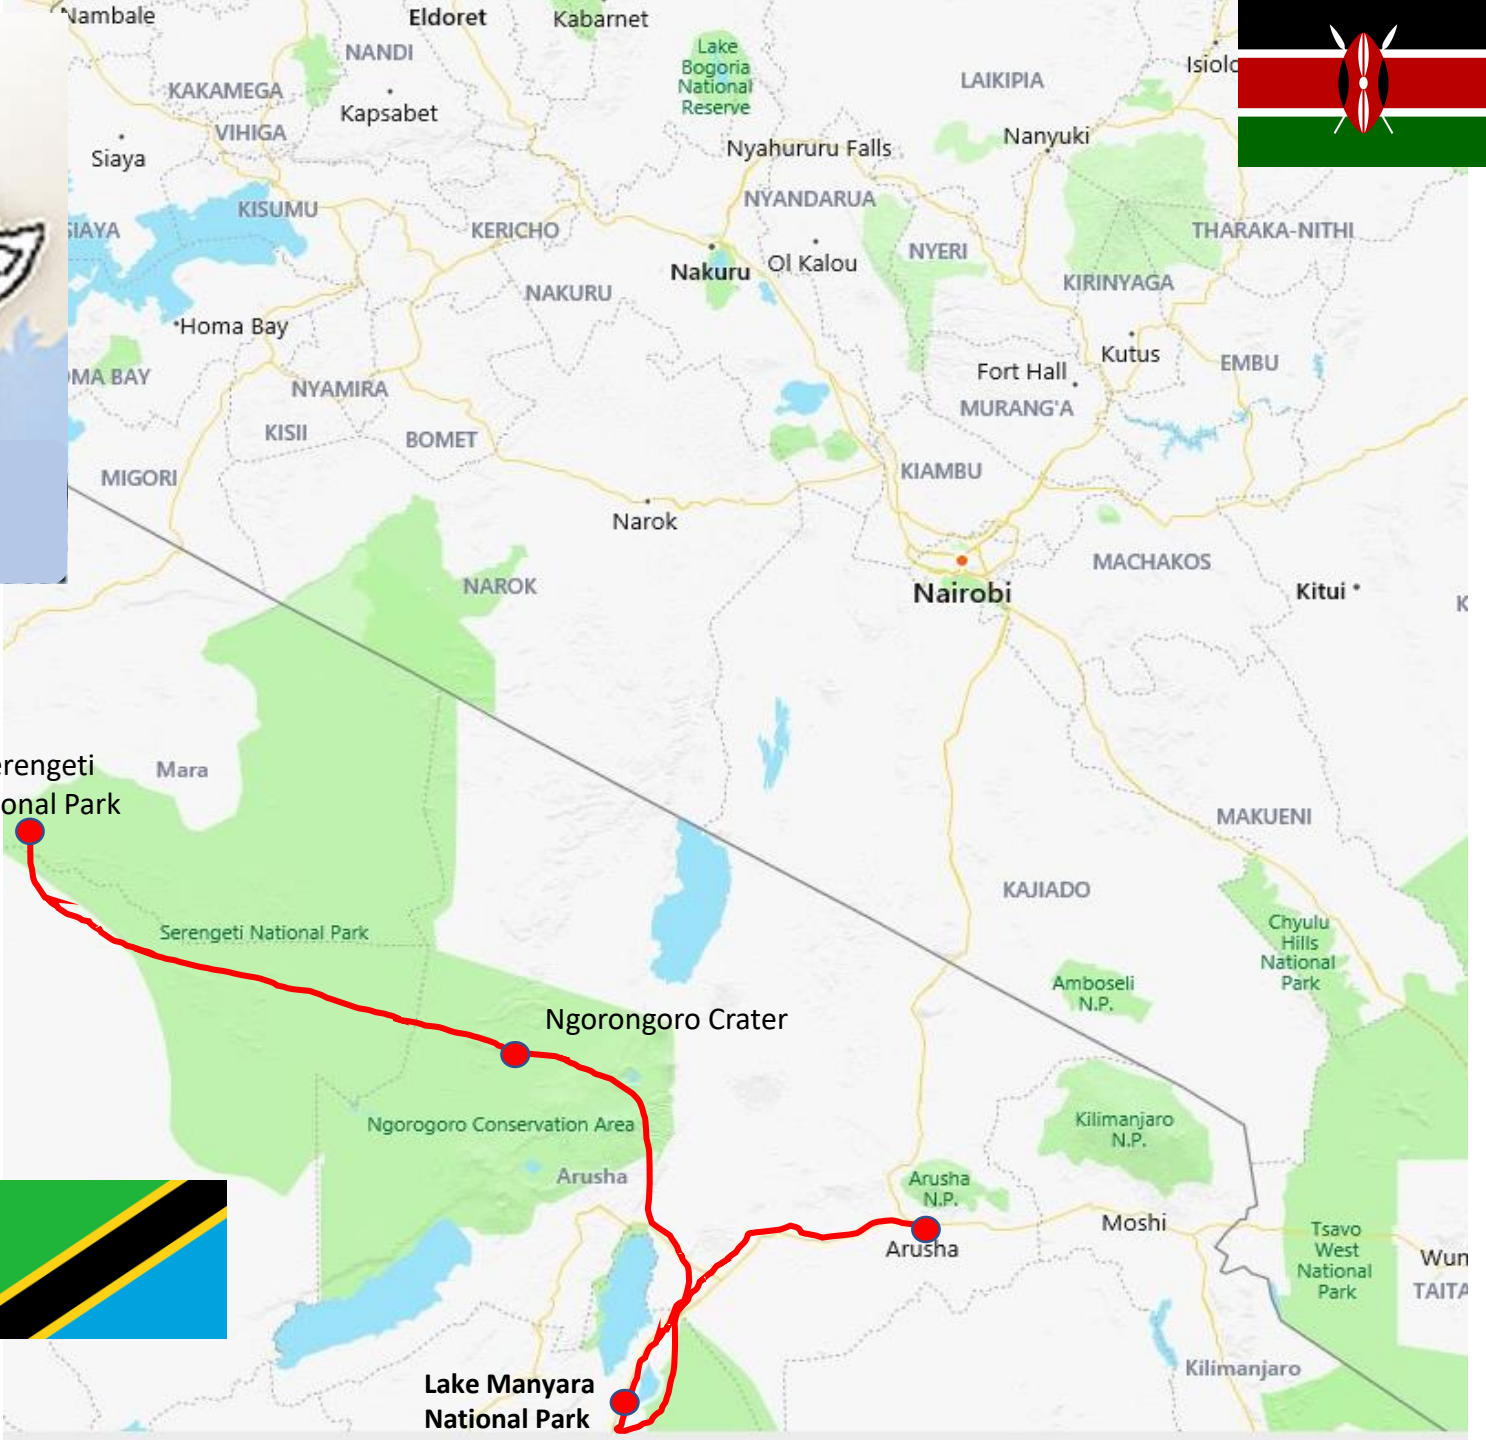 Nambale
Eldoret
Kabarnet
NANDI
Lake
Bogoria
National
Reserve
Isiolo
LAIKIPIA
KAKAMEGA
Kapsabet
VIHIGA
Nanyuki
Siaya
Nyahururu Falls
NYANDARUA
KISUMU
SIAYA
KERICHO
THARAKA-NITHI
NYERI
Nakuru
Ol Kalou
KIRINYAGA
NAKURU
Homa Bay
Kutus
EMBU
Fort Hall
OMA BAY
NYAMIRA
MURANG'A
KISII
BOMET
KIAMBU
MIGORI
Narok
MACHAKOS
NAROK
Nairobi
Kitui
K
erengeti
onal Park
Mara
MAKUENI
KAJIADO
Serengeti National Park
Chyulu
Hills
National
Park
Amboseli
N.P.
Ngorongoro Crater
Ngorogoro Conservation Area
Kilimanjaro
N.P.
Arusha
Arusha
N.P.
Moshi
Arusha
Tsavo
West
National
Park
Wun
TAITA
Kilimanjaro
Lake Manyara
National Park